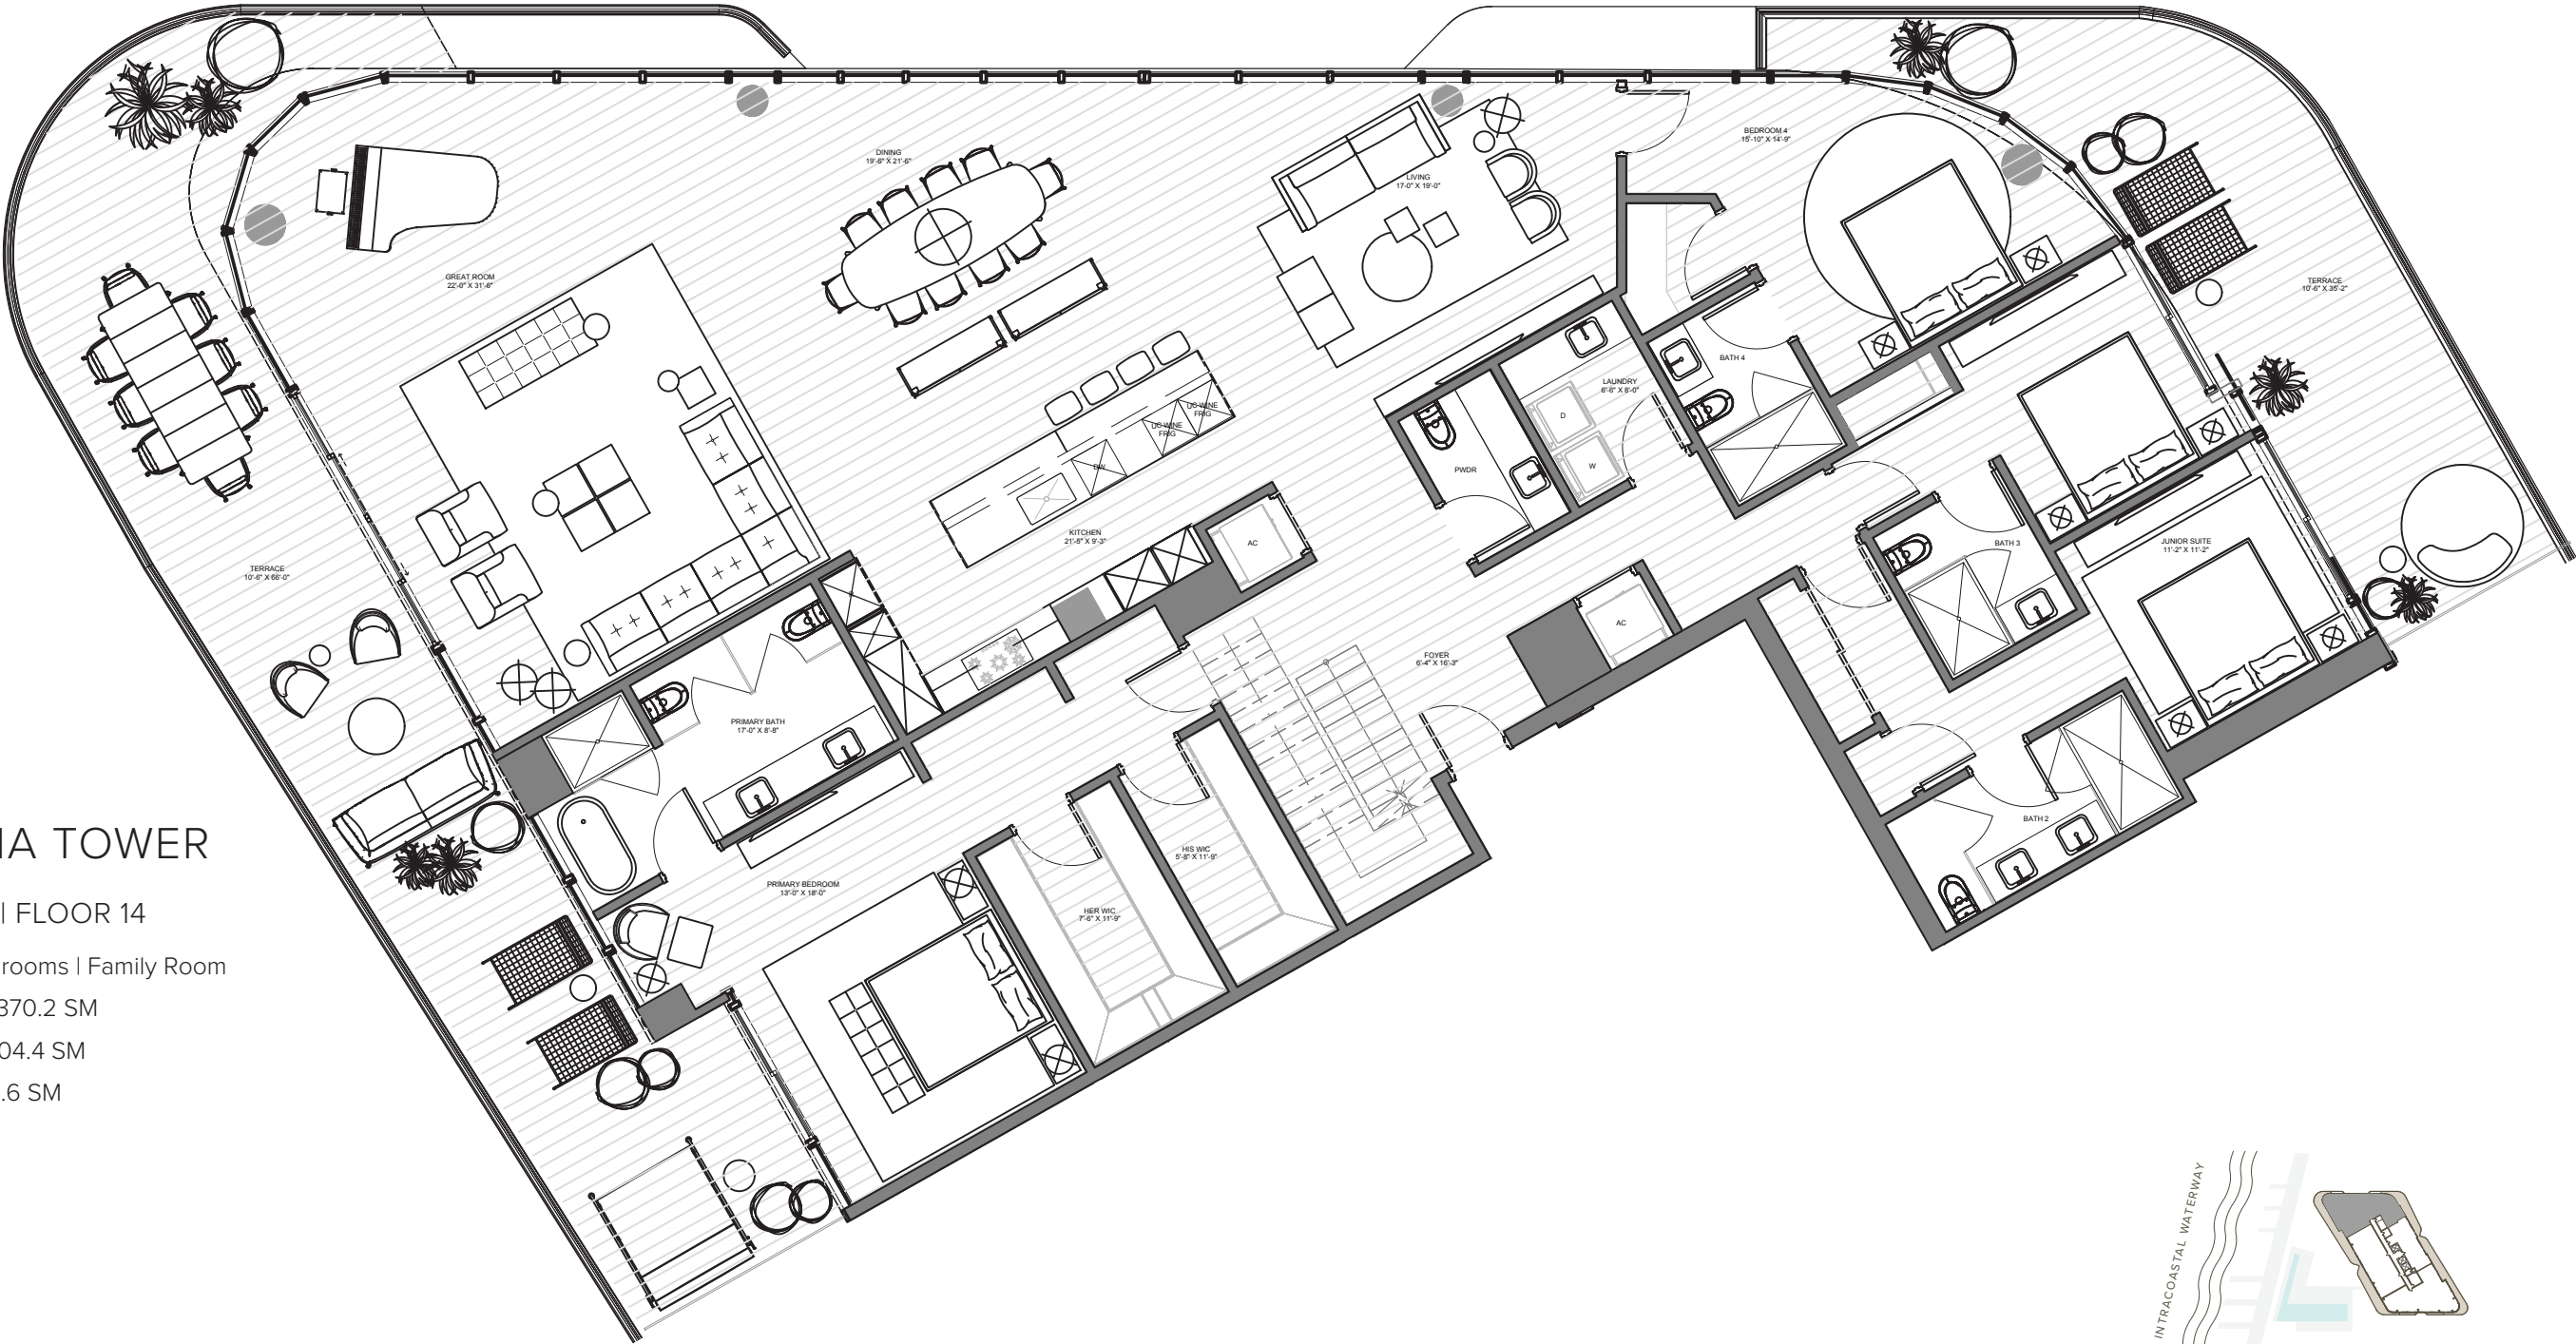 DINING
19'-6" X 21'-6"
LIVING
17'-0" X 19'-0"
BEDROOM 4
15'-10" X 14'-9"
GREAT ROOM
22'-0" X 31'-6"
TERRACE
10'-6" X 35'-2"
BATH 4
LAUNDRY
6'-6" X 8'-0"
D
W
PWDR
UC WINE
FRIG
UC WINE
FRIG
DW
KITCHEN
21'-5" X 9'-3"
AC
BATH 3
JUNIOR SUITE
11'-2" X 11'-2"
TERRACE
10'-6" X 66'-0"
AC
FOYER
6'-4" X 16'-3"
PRIMARY BATH
17'-0" X 8'-8"
BATH 2
HIS WIC
5'-8" X 11'-9"
PRIMARY BEDROOM
13'-0" X 18'-0"
HER WIC
7'-6" X 11'-9"
IA TOWER
| FLOOR 14
rooms | Family Room
370.2 SM
04.4 SM
.6 SM
INTRACOASTAL WATERWAY